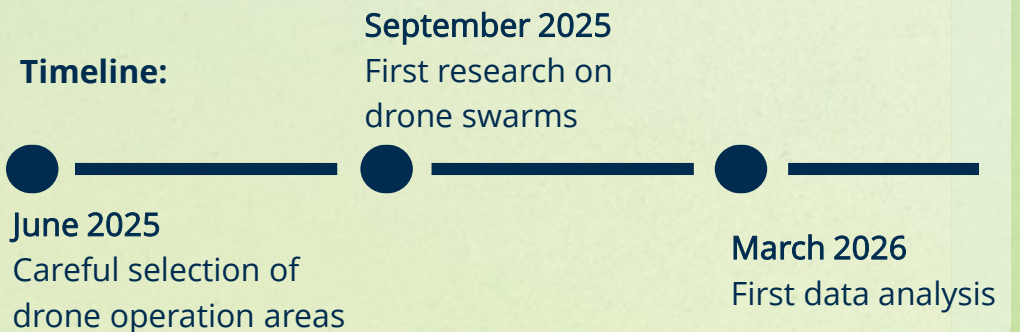 Timeline:
September 2025
First research on
drone swarms
June 2025
Careful selection of
drone operation areas
March 2026
First data analysis